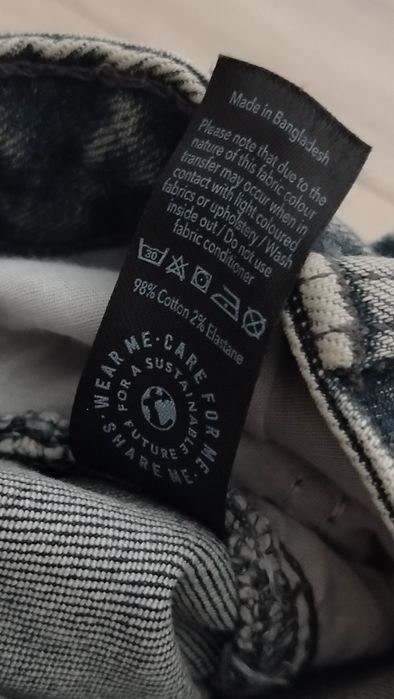 Made in Bangladesh
Please note that due to the
nature of this fabric colour
transfer may occur when in
contact with light coloured
fabrics or upholstery / Wash
inside out / Do not use
fabric conditioner
30
98% Cotton 2% Elastane
WEAR ME · CARE FOR ME ·
SHARE ME ·
FOR A SUSTAINABLE
FUTURE